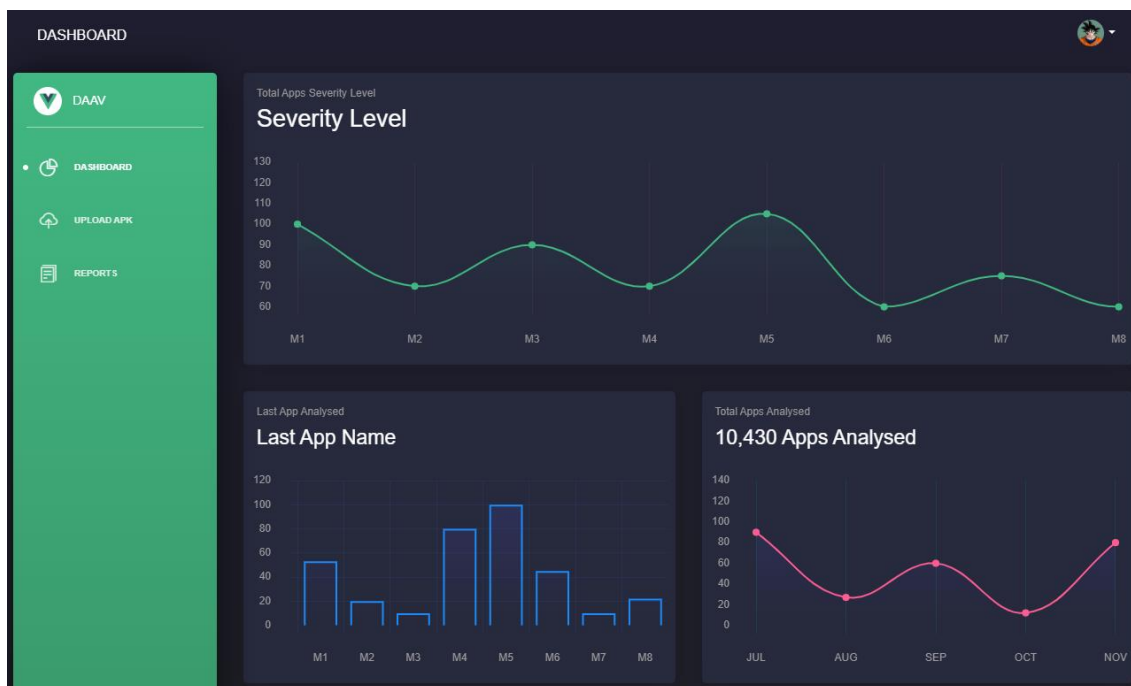 DASHBOARD
DAAV
DASHBOARD
UPLOAD APK
REPORTS
Total Apps Severity Level
Severity Level
130
120
110
100
90
80
70
60
M1 M2 M3 M4 M5 M6 M7 M8
Last App Analysed
Last App Name
120
100
80
60
40
20
0
M1 M2 M3 M4 M5 M6 M7 M8
Total Apps Analysed
10,430 Apps Analysed
140
120
100
80
60
40
20
0
JUL AUG SEP OCT NOV